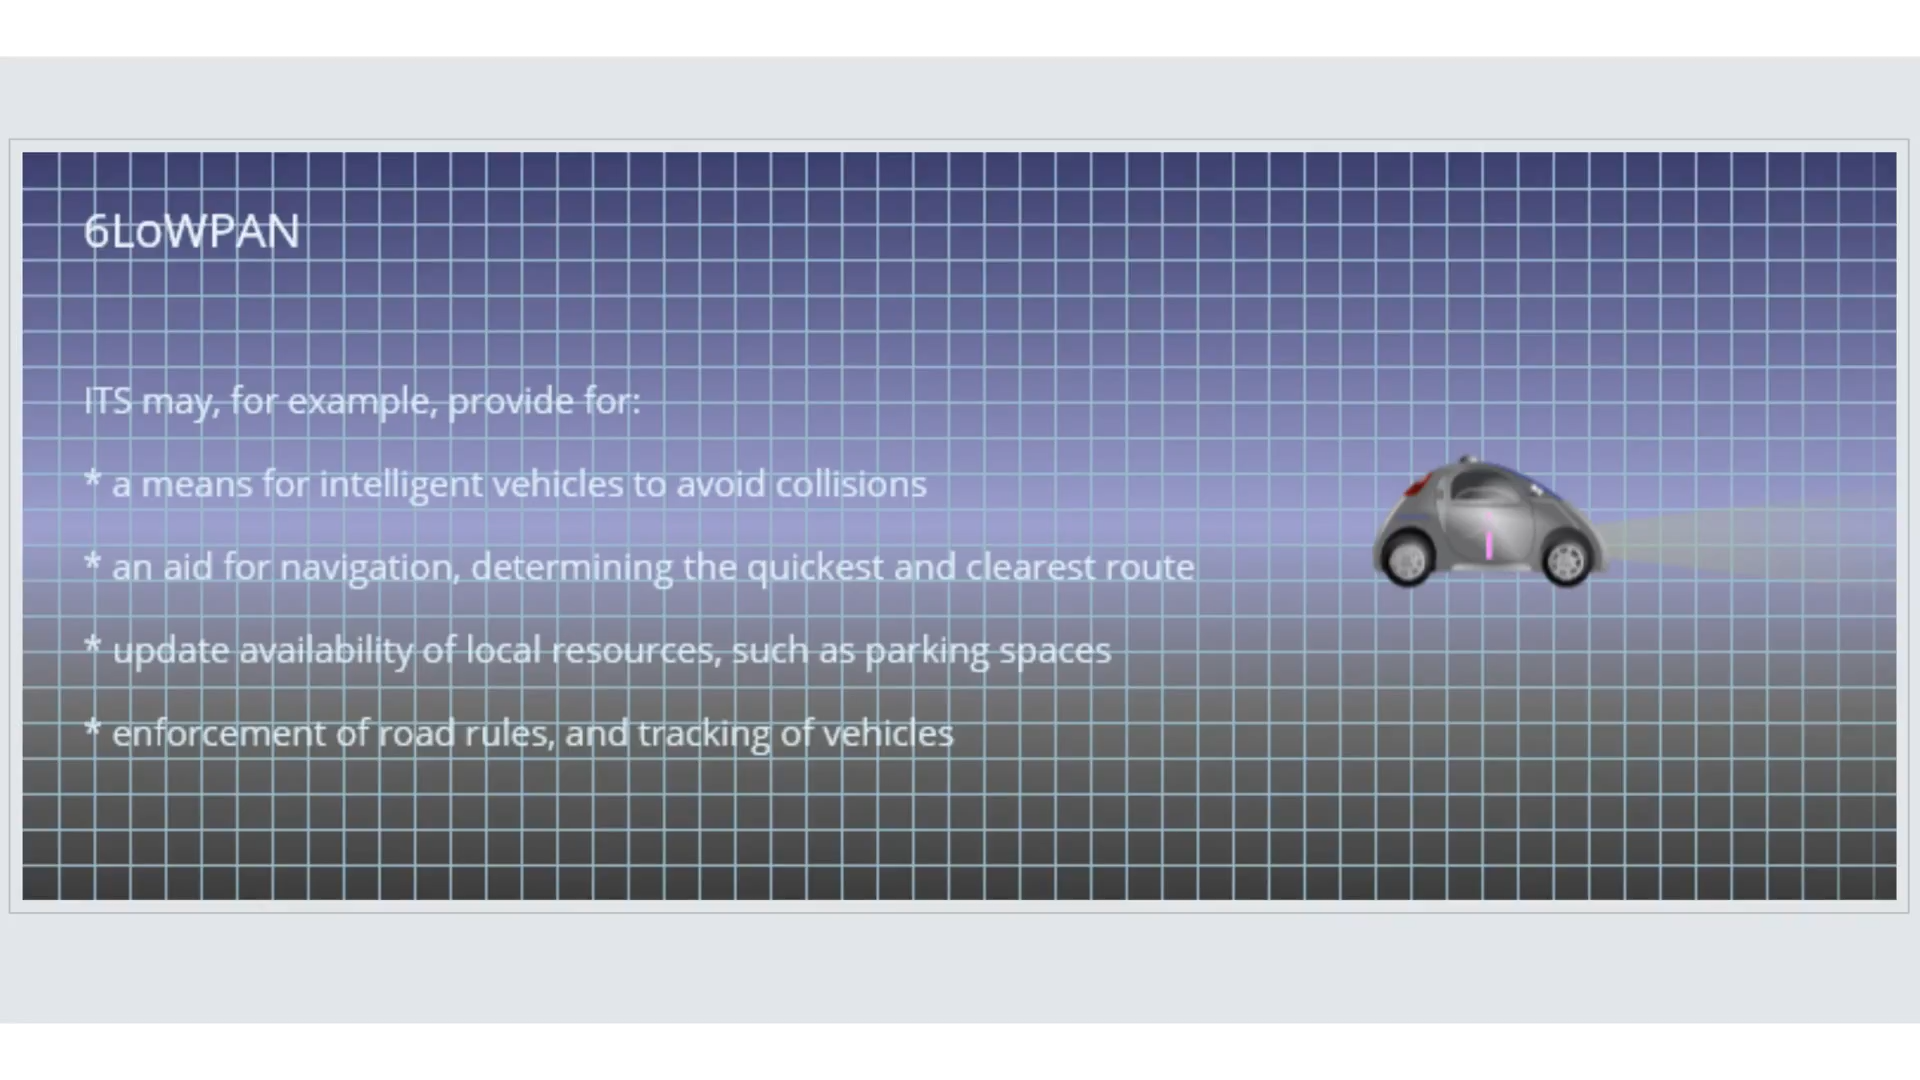 6LoWPAN
ITS may, for example, provide for:
* a means for intelligent vehicles to avoid collisions
* an aid for navigation, determining the quickest and clearest route
* update availability of local resources, such as parking spaces
* enforcement of road rules, and tracking of vehicles